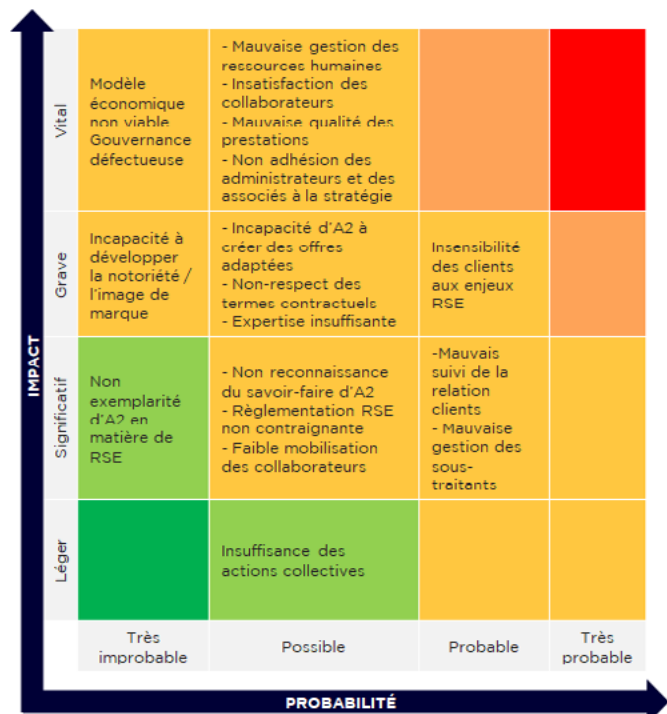 IMPACT
Vital
Modèle
économique
non viable
Gouvernance
défectueuse
- Mauvaise gestion des
ressources humaines
- Insatisfaction des
collaborateurs
- Mauvaise qualité des
prestations
- Non adhésion des
administrateurs et des
associés à la stratégie
Grave
Incapacité à
développer
la notoriété /
l'image de
marque
- Incapacité d'A2 à
créer des offres
adaptées
- Non-respect des
termes contractuels
- Expertise insuffisante
Insensibilité
des clients
aux enjeux
RSE
Significatif
Non
exemplarité
d'A2 en
matière de
RSE
- Non reconnaissance
du savoir-faire d'A2
- Règlementation RSE
non contraignante
- Faible mobilisation
des collaborateurs
-Mauvais
suivi de la
relation
clients
- Mauvaise
gestion des
sous-
traitants
Léger
Insuffisance des
actions collectives
Très
improbable
Possible
Probable
Très
probable
PROBABILITÉ